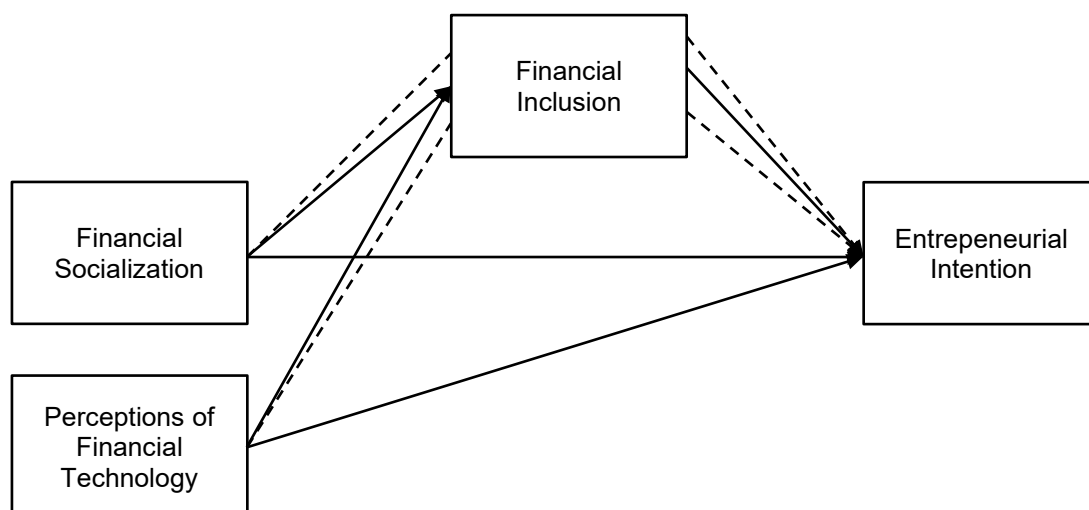 Financial
Inclusion
Financial
Socialization
Entrepeneurial
Intention
Perceptions of
Financial
Technology